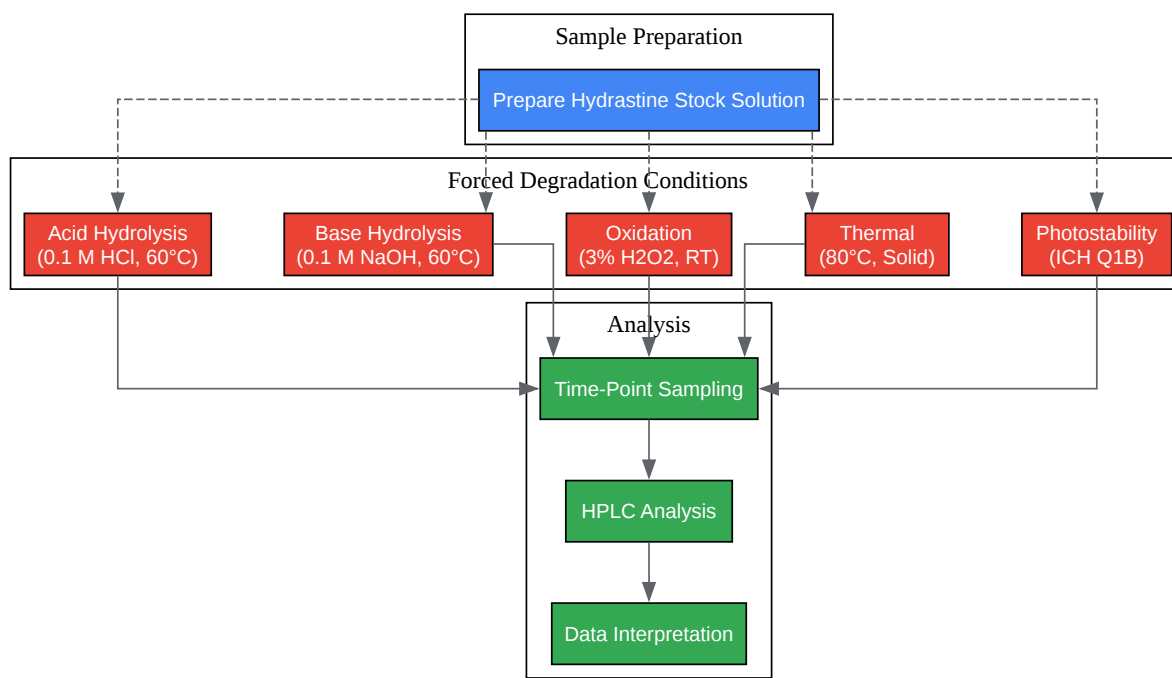 Sample Preparation
Prepare Hydrastine Stock Solution
Forced Degradation Conditions
Acid Hydrolysis
(0.1 M HCl, 60°C)
Base Hydrolysis
(0.1 M NaOH, 60°C)
Oxidation
(3% H2O2, RT)
Thermal
(80°C, Solid)
Photostability
(ICH Q1B)
Analysis
Time-Point Sampling
HPLC Analysis
Data Interpretation